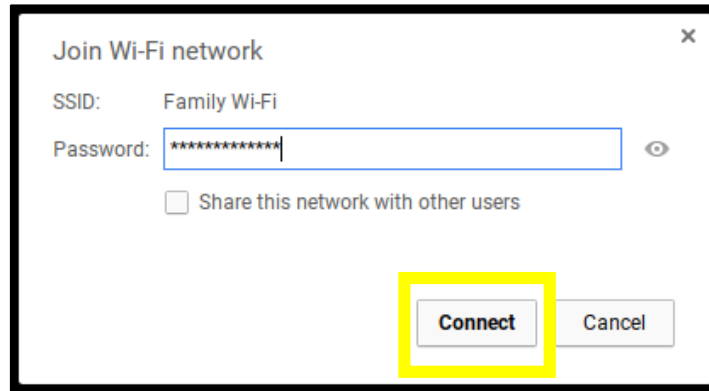 Join Wi-Fi network
SSID: Family Wi-Fi
Password: *************
Share this network with other users
Connect Cancel